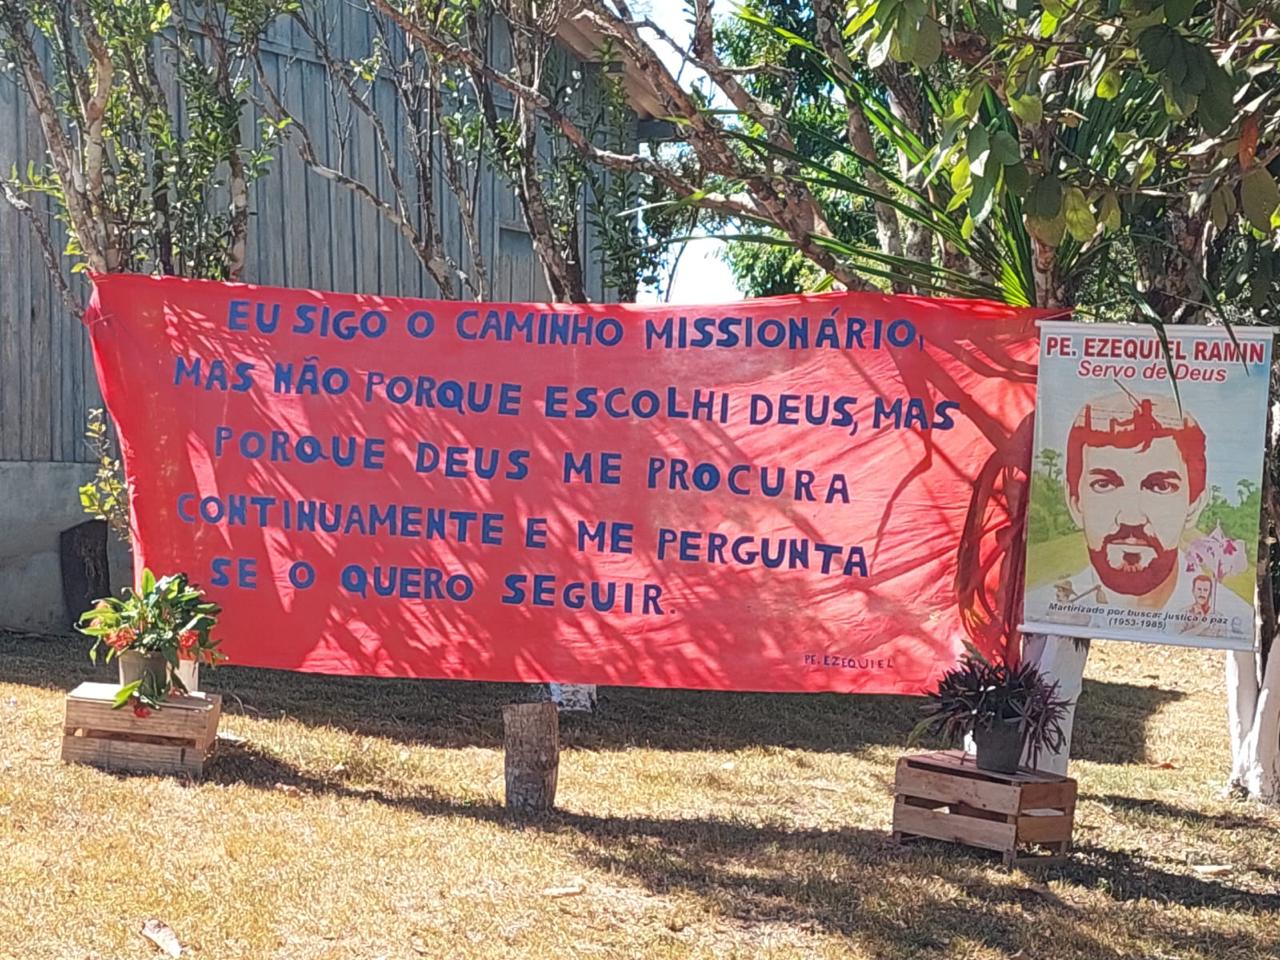 EU SIGO O CAMINHO MISSIONÁRIO,
MAS NÃO PORQUE ESCOLHI DEUS, MAS
PORQUE DEUS ME PROCURA
CONTINUAMENTE E ME PERGUNTA
SE O QUERO SEGUIR.
PE. EZEQUIEL
PE. EZEQUIEL RAMIN
Servo de Deus
Martirizado por buscar justiça e paz
(1953-1985)